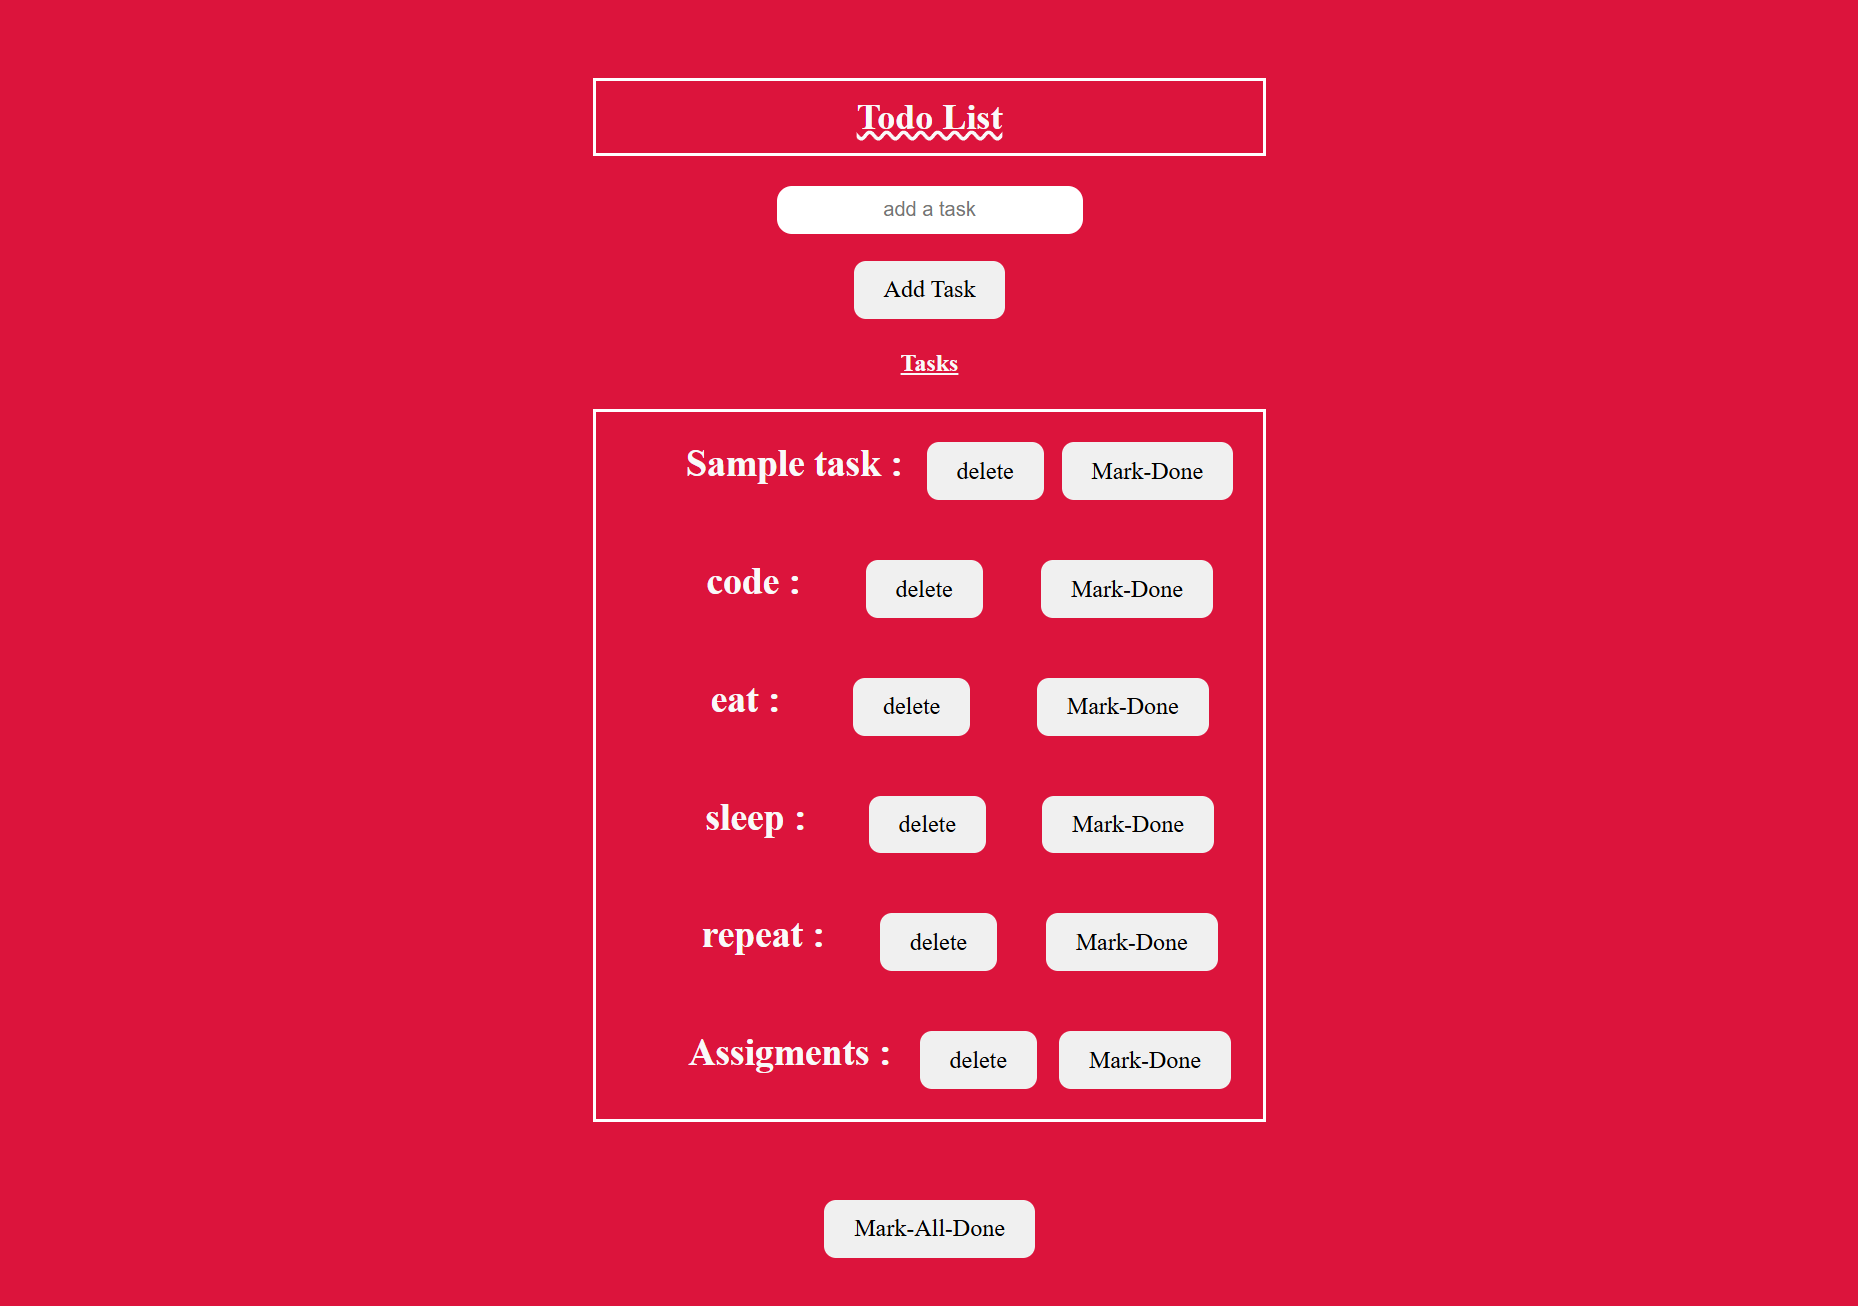 Todo List
add a task
Add Task
Tasks
Sample task : delete Mark-Done
code : delete Mark-Done
eat : delete Mark-Done
sleep : delete Mark-Done
repeat : delete Mark-Done
Assigments : delete Mark-Done
Mark-All-Done